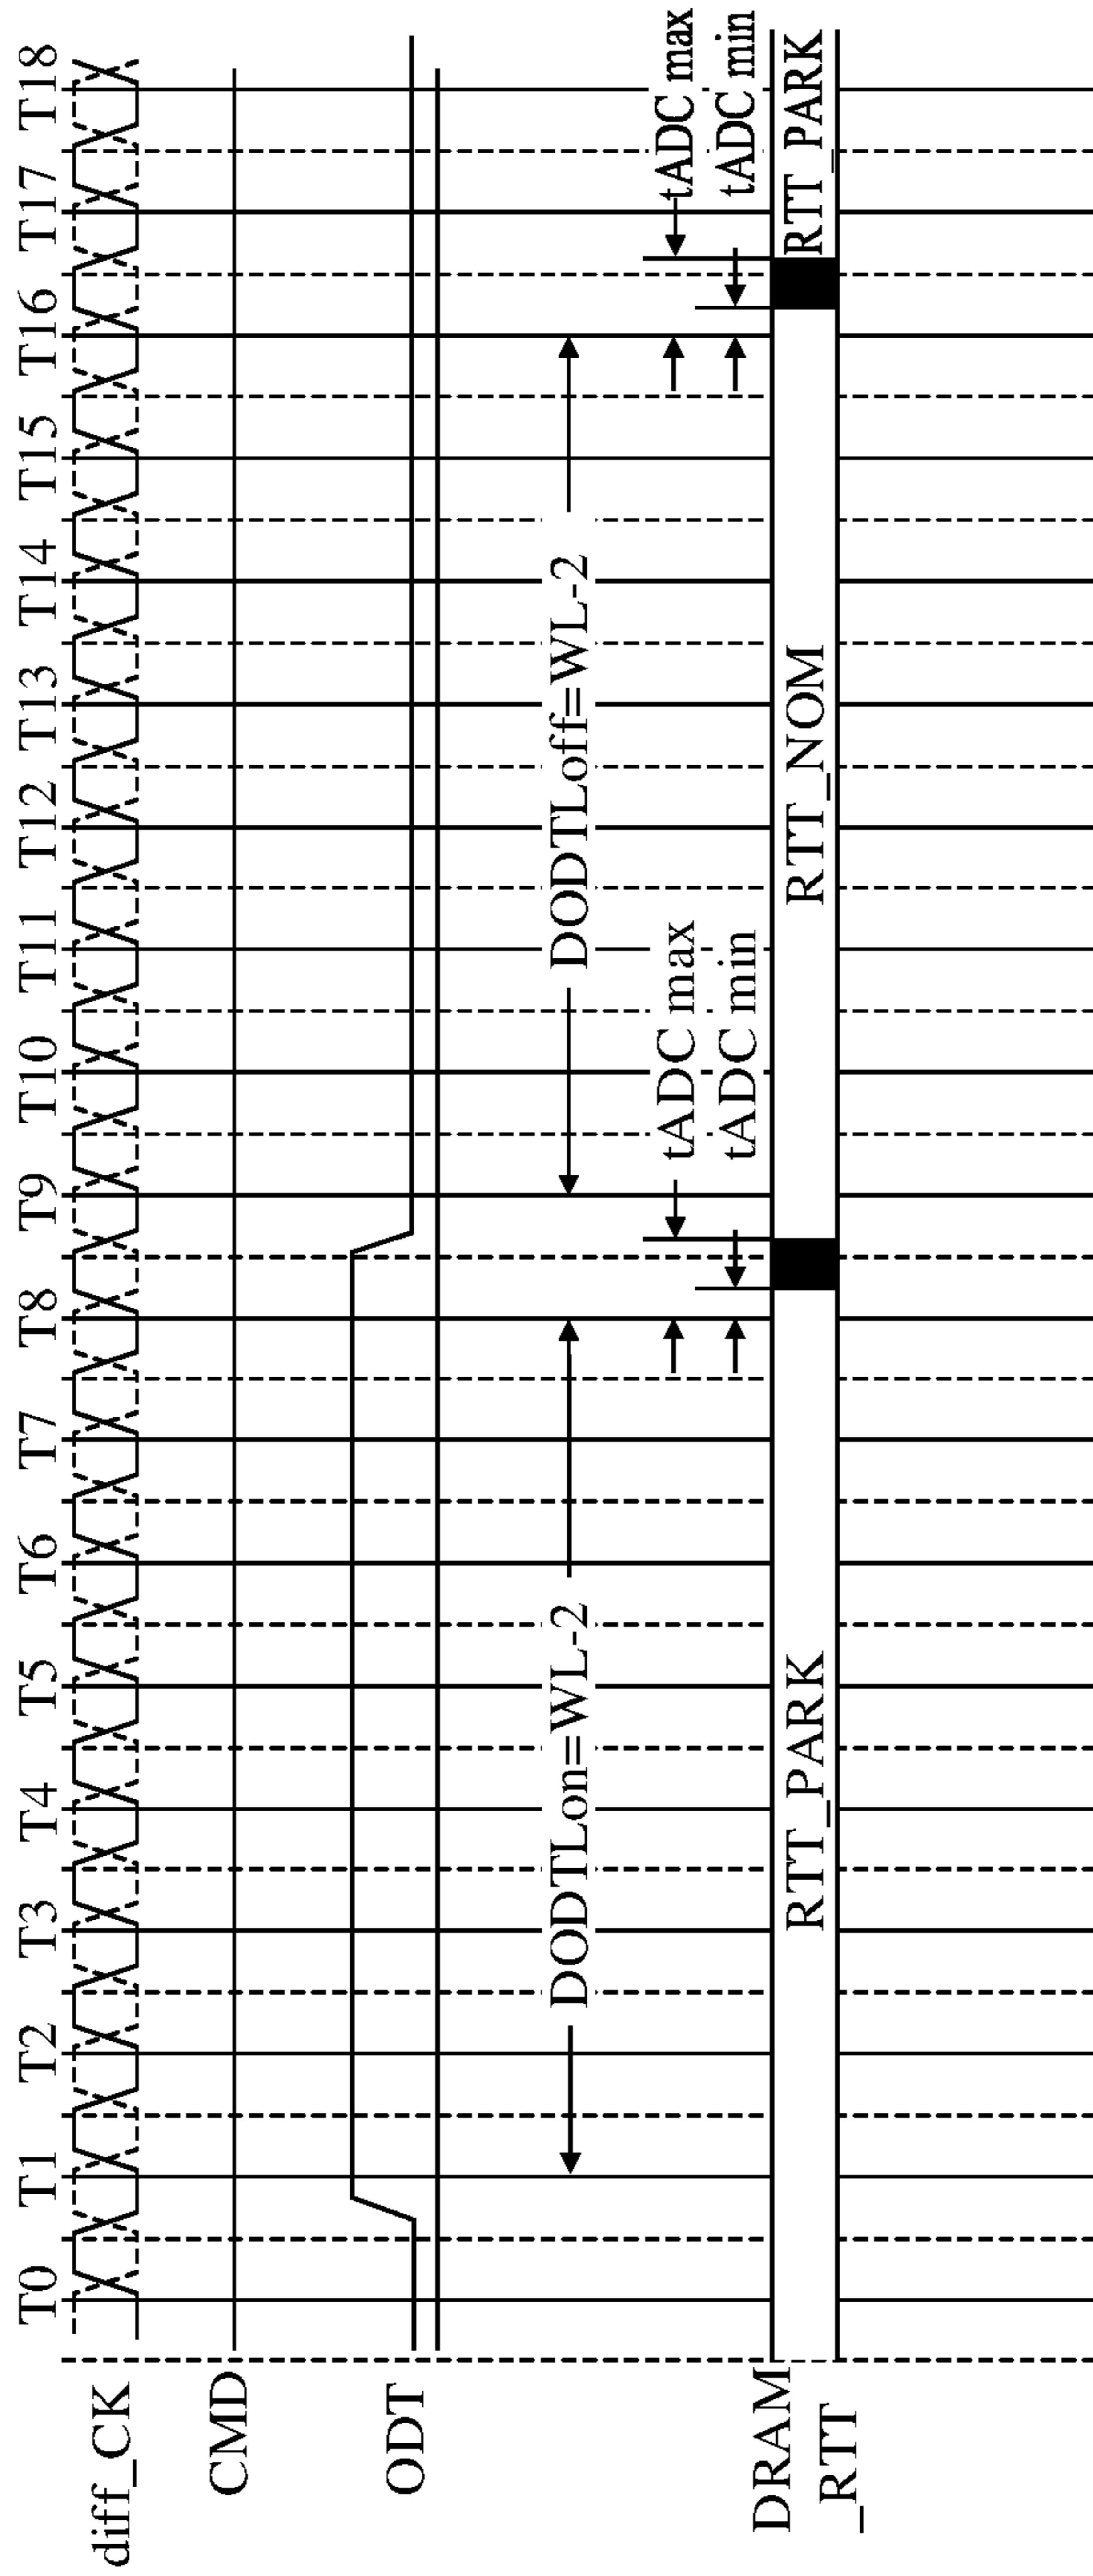 T0 T1 T2 T3 T4 T5 T6 T7 T8 T9 T10 T11 T12 T13 T14 T15 T16 T17 T18
diff_CK
CMD
ODT
DODTLon=WL-2 DODTLoff=WL-2
tADC max tADC max
tADC min tADC min
DRAM
_RTT
RTT_PARK RTT_NOM RTT_PARK